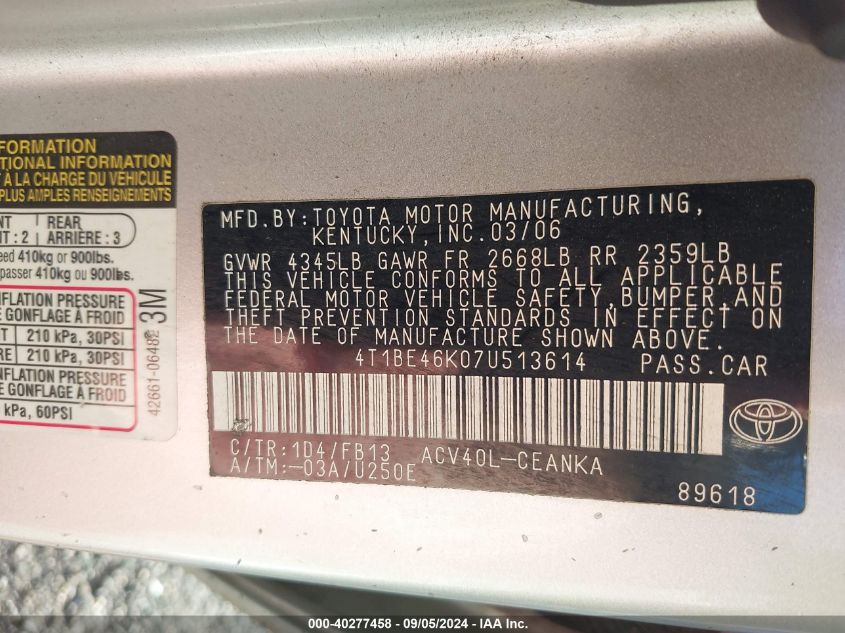 FORMATION
TIONAL INFORMATION
À LA CHARGE DU VEHICULE
PLUS AMPLES RENSEIGNEMENTS
NT : 2
REAR
ARRIÈRE : 3
eed 410kg or 900lbs.
passer 410kg ou 900lbs.
FLATION PRESSURE
E GONFLAGE À FROID
T 210 kPa, 30PSI
RE 210 kPa, 30PSI
FLATION PRESSURE
E GONFLAGE À FROID
kPa, 60PSI
42661-06482 3M
MFD.BY:TOYOTA MOTOR MANUFACTURING,
KENTUCKY,INC.03/06
GVWR 4345LB GAWR FR 2668LB RR 2359LB
THIS VEHICLE CONFORMS TO ALL APPLICABLE
FEDERAL MOTOR VEHICLE SAFETY,BUMPER,AND
THEFT PREVENTION STANDARDS IN EFFECT ON
THE DATE OF MANUFACTURE SHOWN ABOVE.
4T1BE46K07U513614 PASS.CAR
C/TR:1D4/FB13 ACV40L-CEANKA
A/TM:-03A/U250E
89618
000-40277458 - 09/05/2024 - IAA Inc.